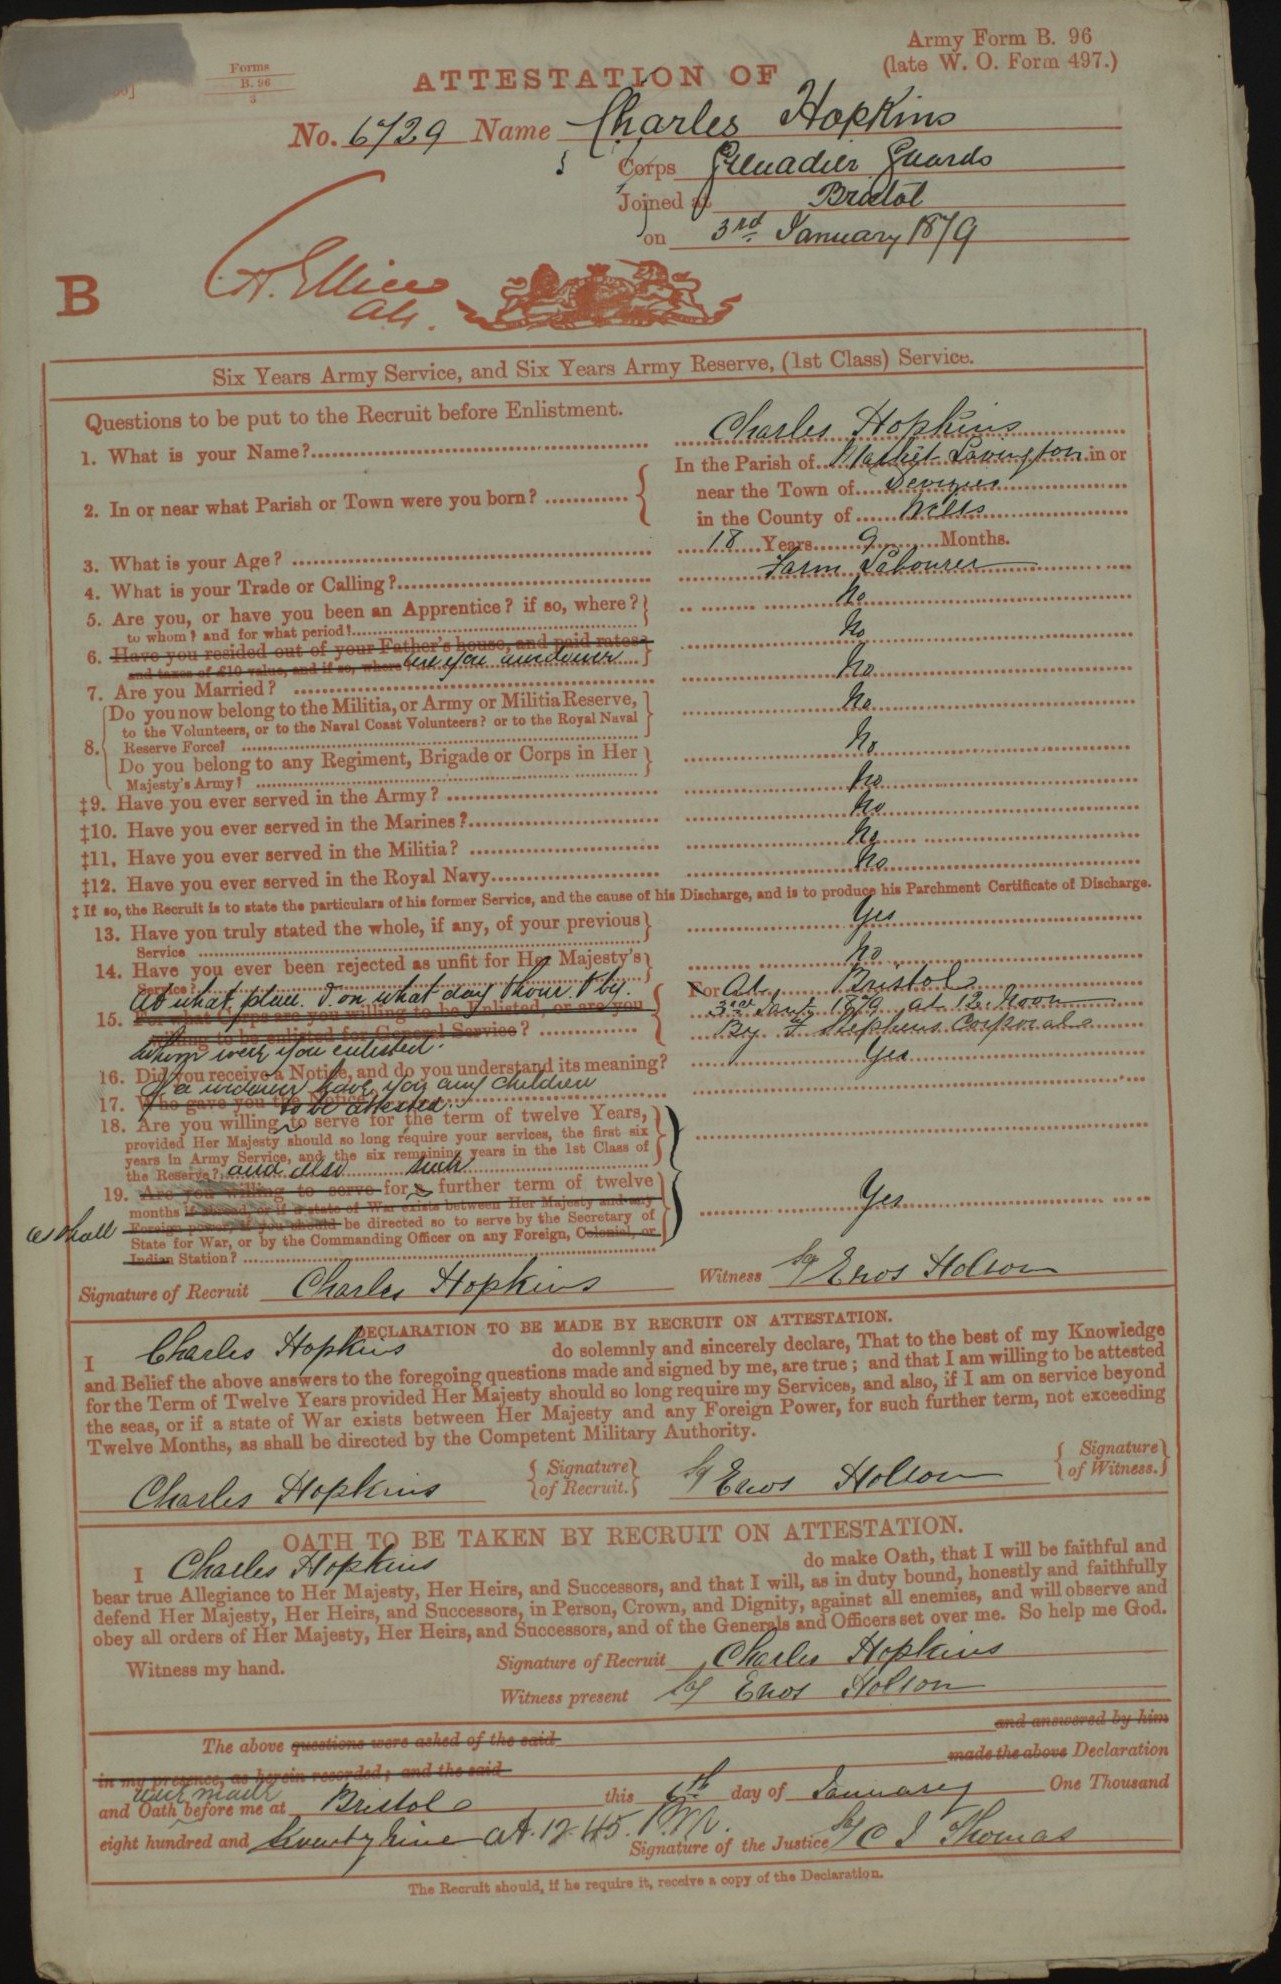 Army Form B. 96
(late W. O. Form 497.)
Forms
B. 96
3
ATTESTATION OF
No. 6729 Name Charles Hopkins
Corps Grenadier Guards
Joined at Bristol
on 3rd January 1879
B
Six Years Army Service, and Six Years Army Reserve, (1st Class) Service.
Questions to be put to the Recruit before Enlistment.
1. What is your Name? Charles Hopkins
2. In or near what Parish or Town were you born? In the Parish of Market Lavington in or
near the Town of Devizes
in the County of Wilts
3. What is your Age? 18 Years 9 Months.
4. What is your Trade or Calling? Farm Labourer
5. Are you, or have you been an Apprentice? if so, where? No
to whom? and for what period?
6. Have you resided out of your Father's house, and paid rates No
and taxes of £10 value, and if so, where are you a widower
7. Are you Married? No
8. Do you now belong to the Militia, or Army or Militia Reserve, No
to the Volunteers, or to the Naval Coast Volunteers? or to the Royal Naval
Reserve Force?
Do you belong to any Regiment, Brigade or Corps in Her No
Majesty's Army?
‡9. Have you ever served in the Army? No
‡10. Have you ever served in the Marines? No
‡11. Have you ever served in the Militia? No
‡12. Have you ever served in the Royal Navy No
‡ If so, the Recruit is to state the particulars of his former Service, and the cause of his Discharge, and is to produce his Parchment Certificate of Discharge.
13. Have you truly stated the whole, if any, of your previous Yes
Service
14. Have you ever been rejected as unfit for Her Majesty's No
Service?
At what place & on what day & hour & by For At Bristol
15. For what Corps are you willing to be Enlisted, or are you 3rd Jany 1879 at 12 Noon
willing to be enlisted for General Service? By Stephens Corporal
whom were you enlisted.
16. Did you receive a Notice, and do you understand its meaning? Yes
If a widower have you any children
17. Who gave you the Notice
to be attested
18. Are you willing to serve for the term of twelve Years,
provided Her Majesty should so long require your services, the first six
years in Army Service, and the six remaining years in the 1st Class of
the Reserve? and also such
19. Are you willing to serve for a further term of twelve Yes
months if abroad, or if a state of War exists between Her Majesty and any
as shall Foreign power, if you should be directed so to serve by the Secretary of
State for War, or by the Commanding Officer on any Foreign, Colonial, or
Indian Station?
Signature of Recruit Charles Hopkins Witness Sg Enos Holson
DECLARATION TO BE MADE BY RECRUIT ON ATTESTATION.
I Charles Hopkins do solemnly and sincerely declare, That to the best of my Knowledge
and Belief the above answers to the foregoing questions made and signed by me, are true; and that I am willing to be attested
for the Term of Twelve Years provided Her Majesty should so long require my Services, and also, if I am on service beyond
the seas, or if a state of War exists between Her Majesty and any Foreign Power, for such further term, not exceeding
Twelve Months, as shall be directed by the Competent Military Authority.
Charles Hopkins Signature of Recruit. Sg Enos Holson Signature of Witness.
OATH TO BE TAKEN BY RECRUIT ON ATTESTATION.
I Charles Hopkins do make Oath, that I will be faithful and
bear true Allegiance to Her Majesty, Her Heirs, and Successors, and that I will, as in duty bound, honestly and faithfully
defend Her Majesty, Her Heirs, and Successors, in Person, Crown, and Dignity, against all enemies, and will observe and
obey all orders of Her Majesty, Her Heirs, and Successors, and of the Generals and Officers set over me. So help me God.
Witness my hand. Signature of Recruit Charles Hopkins
Witness present Sg Enos Holson
The above questions were asked of the said and answered by him
in my presence, as herein recorded; and the said made the above Declaration
were made
and Oath before me at Bristol this 6th day of January One Thousand
eight hundred and Seventy Nine At 12.45 P.M. Signature of the Justice Sg C J Thomas
The Recruit should, if he require it, receive a copy of the Declaration.